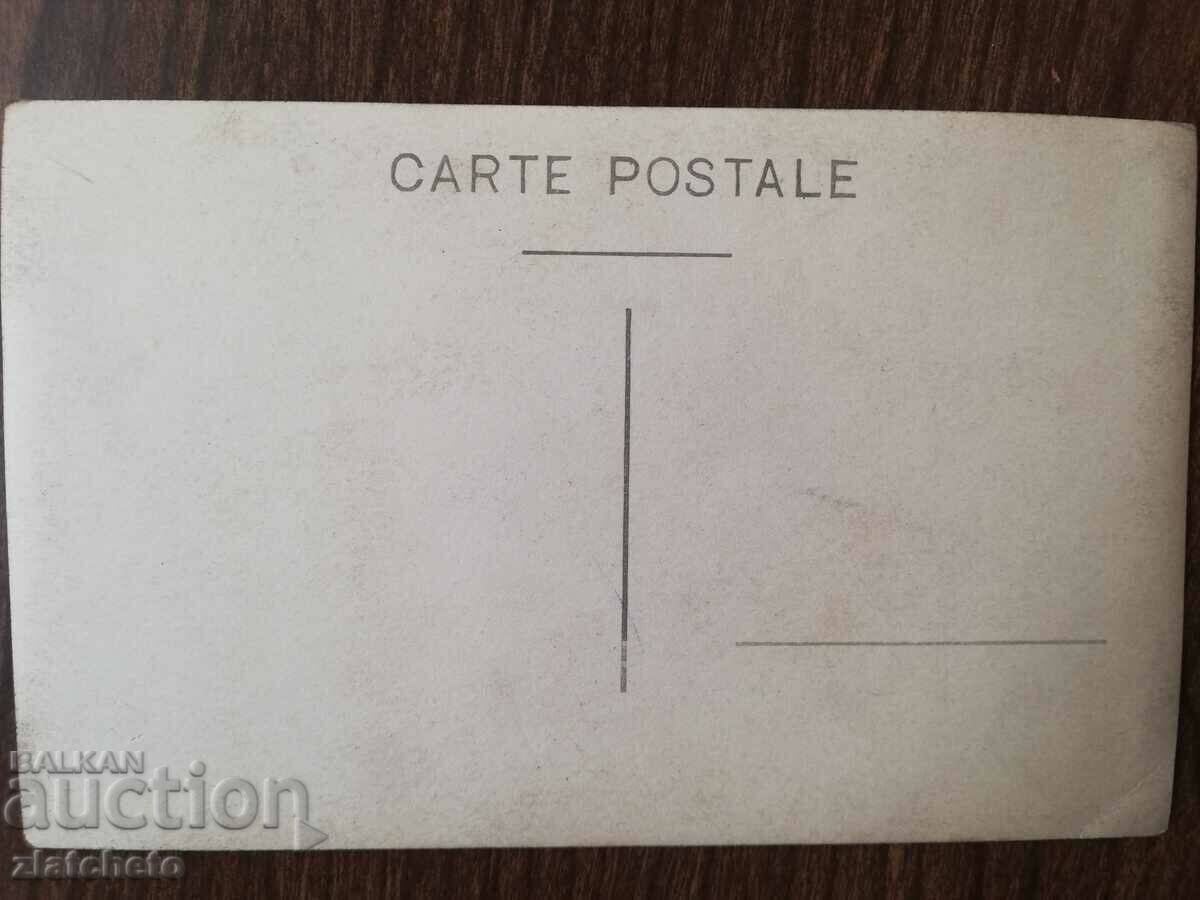 CARTE POSTALE
BALKAN
auction
zlatcheto